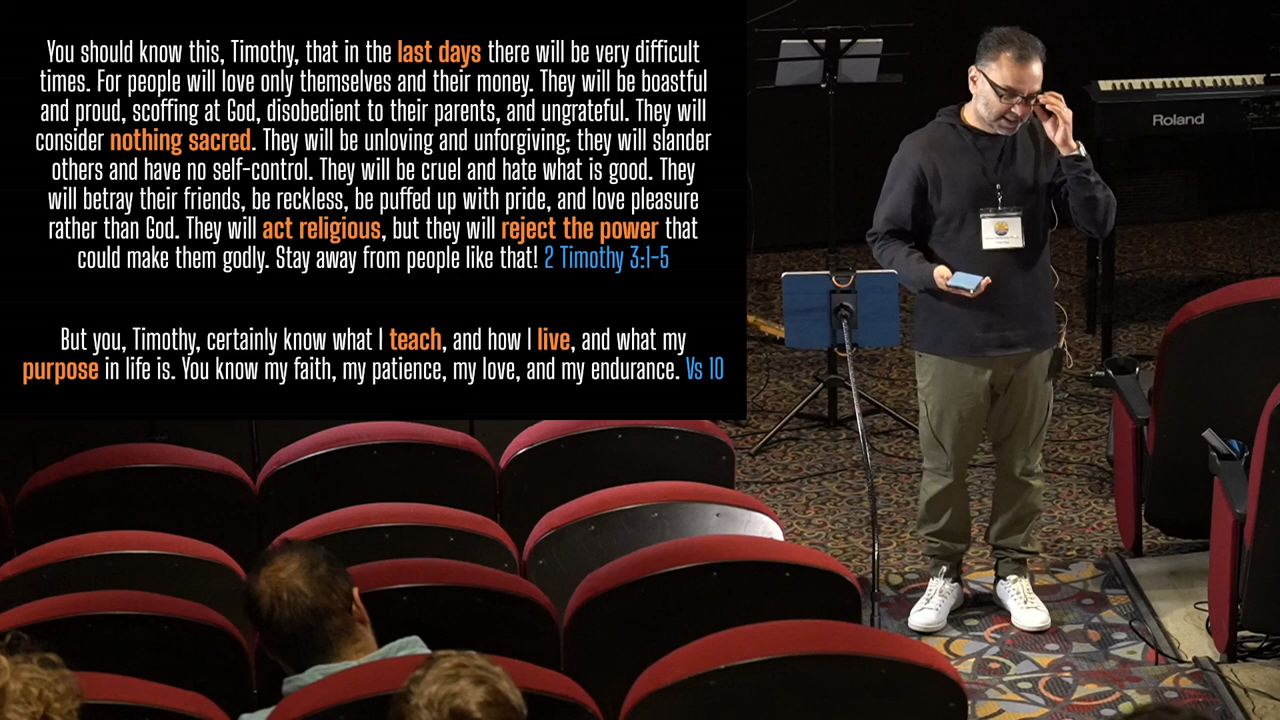 You should know this, Timothy, that in the last days there will be very difficult
times. For people will love only themselves and their money. They will be boastful
and proud, scoffing at God, disobedient to their parents, and ungrateful. They will
consider nothing sacred. They will be unloving and unforgiving; they will slander
others and have no self-control. They will be cruel and hate what is good. They
will betray their friends, be reckless, be puffed up with pride, and love pleasure
rather than God. They will act religious, but they will reject the power that
could make them godly. Stay away from people like that! 2 Timothy 3:1-5
But you, Timothy, certainly know what I teach, and how I live, and what my
purpose in life is. You know my faith, my patience, my love, and my endurance. Vs 10
Roland